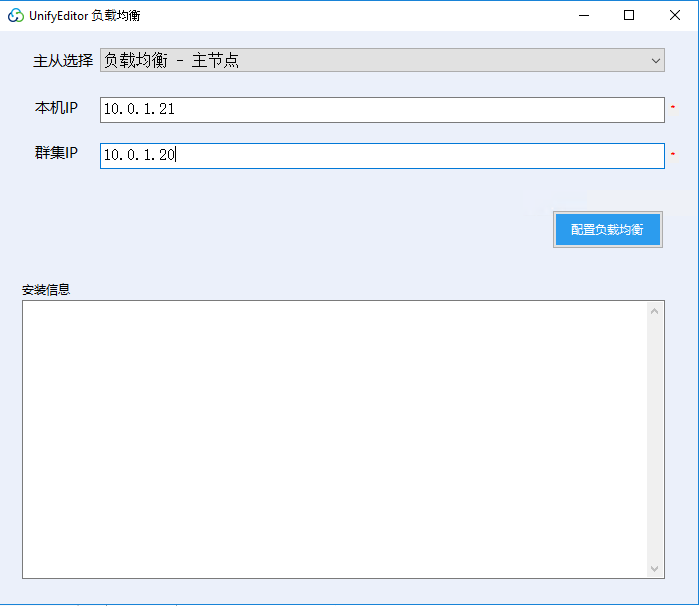 UnifyEditor 负载均衡
主从选择 负载均衡 - 主节点
本机IP 10.0.1.21 *
群集IP 10.0.1.20 *
配置负载均衡
安装信息